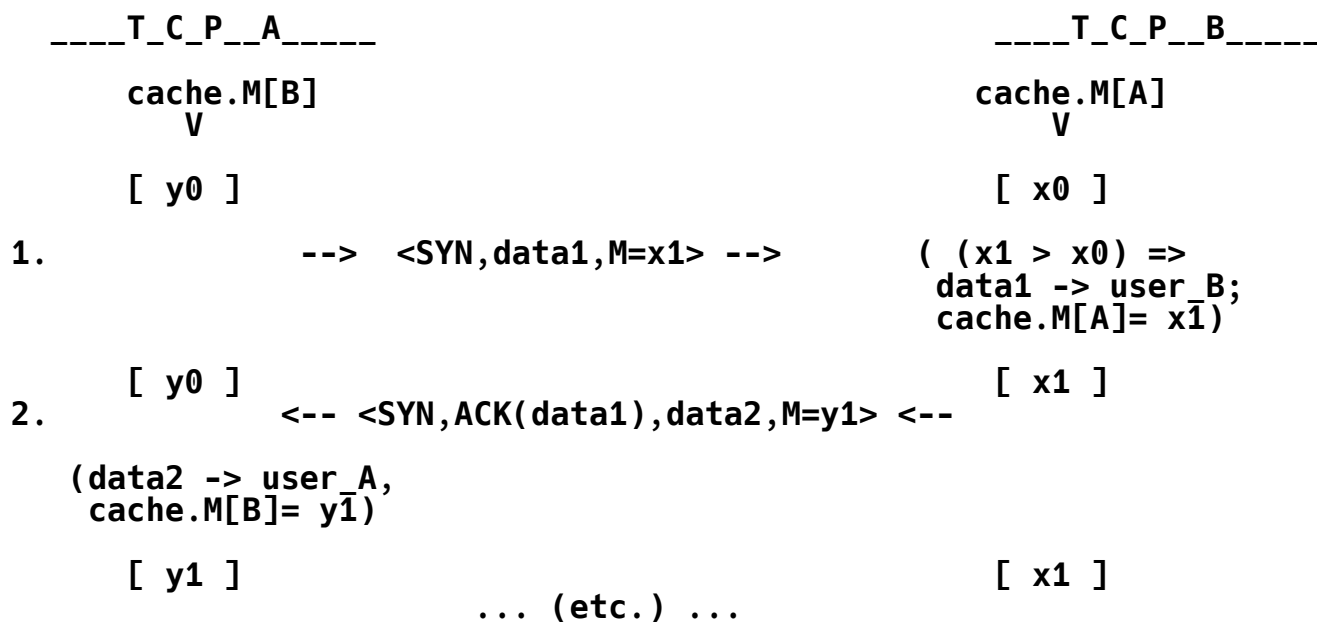 ____T_C_P__A_____                                  ____T_C_P__B_____
cache.M[B]                                   cache.M[A]
V                                            V
[ y0 ]                                       [ x0 ]
1.              -->  <SYN,data1,M=x1> -->       ( (x1 > x0) =>
data1 -> user_B;
cache.M[A]= x1)
[ y0 ]                                       [ x1 ]
2.             <-- <SYN,ACK(data1),data2,M=y1> <--
(data2 -> user_A,
cache.M[B]= y1)
[ y1 ]                                       [ x1 ]
... (etc.) ...